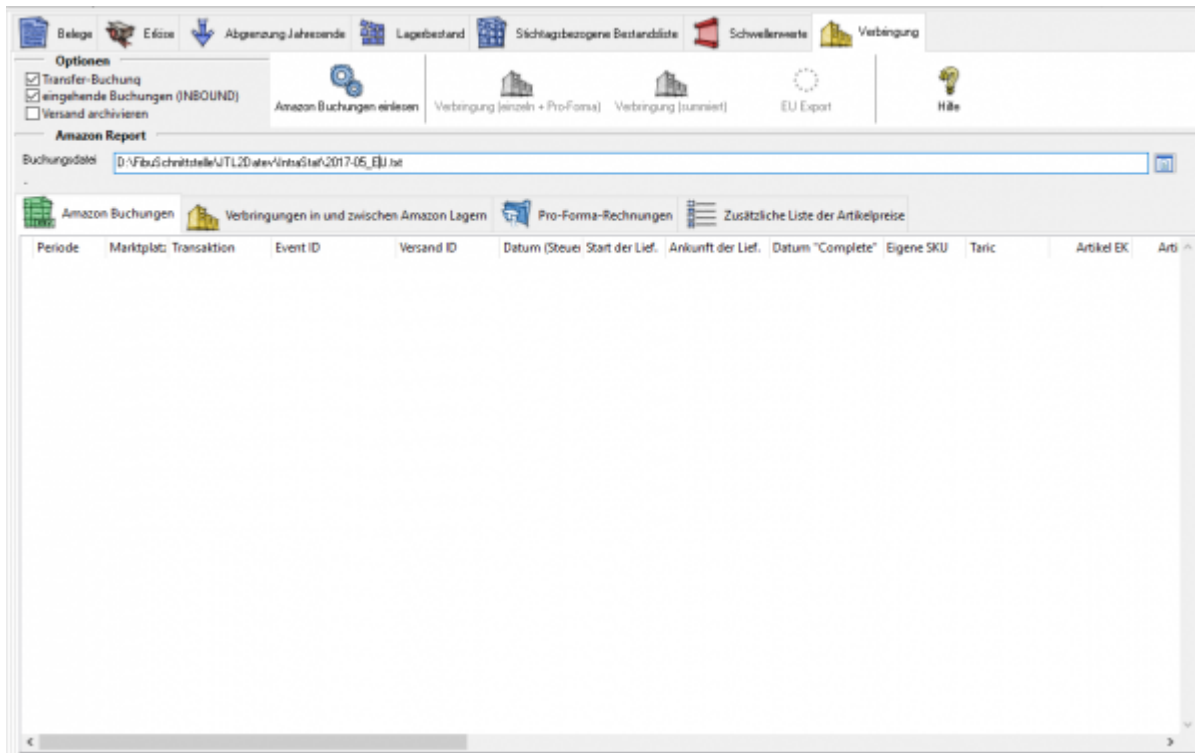 Belege Erlöse Abgrenzung Jahresende Lagerbestand Stichtagsbezogene Bestandsliste Schwellenwerte Verbringung
Optionen
Transfer-Buchung
eingehende Buchungen (INBOUND)
Versand archivieren
Amazon Buchungen einlesen Verbringung (einzeln + Pro-Forma) Verbringung (summiert) EU Export Hilfe
Amazon Report
Buchungsdatei D:\FibuSchnittstelle\JTL2Datev\IntraStat\2017-05_EU.txt
-
Amazon Buchungen Verbringungen in und zwischen Amazon Lagern Pro-Forma-Rechnungen Zusätzliche Liste der Artikelpreise
Periode Marktplatz Transaktion Event ID Versand ID Datum (Steuer Start der Lief. Ankunft der Lief. Datum "Complete" Eigene SKU Taric Artikel EK Arti